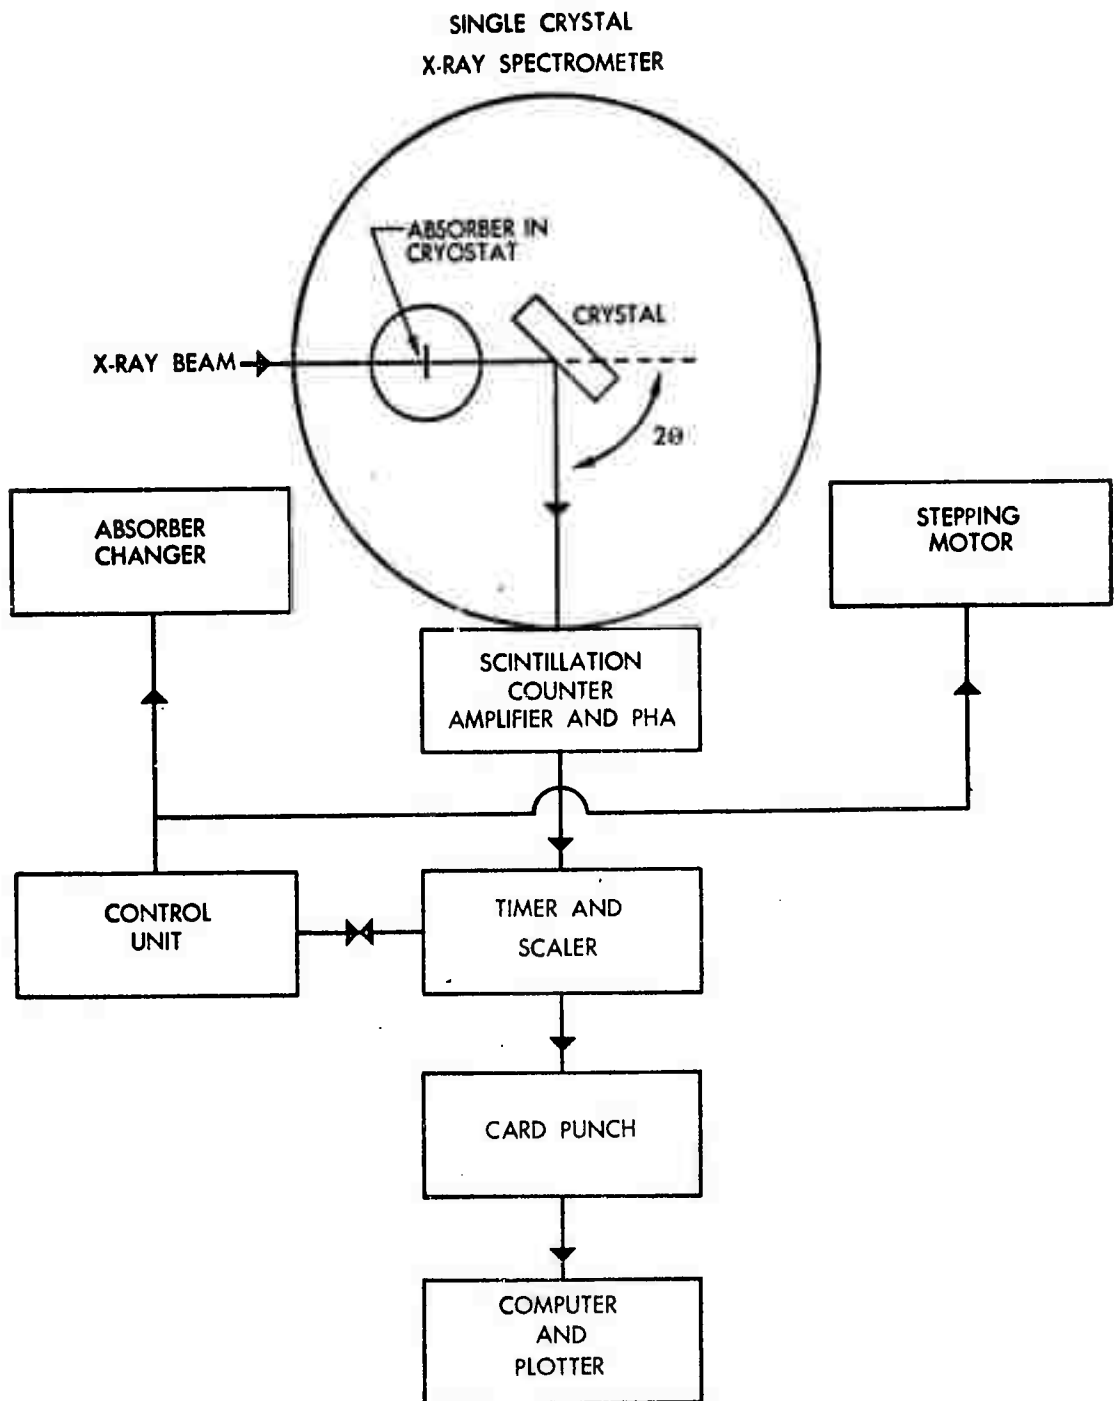 SINGLE CRYSTAL
X-RAY SPECTROMETER
ABSORBER IN
CRYOSTAT
CRYSTAL
X-RAY BEAM
2θ
ABSORBER
CHANGER
STEPPING
MOTOR
SCINTILLATION
COUNTER
AMPLIFIER AND PHA
CONTROL
UNIT
TIMER AND
SCALER
CARD PUNCH
COMPUTER
AND
PLOTTER